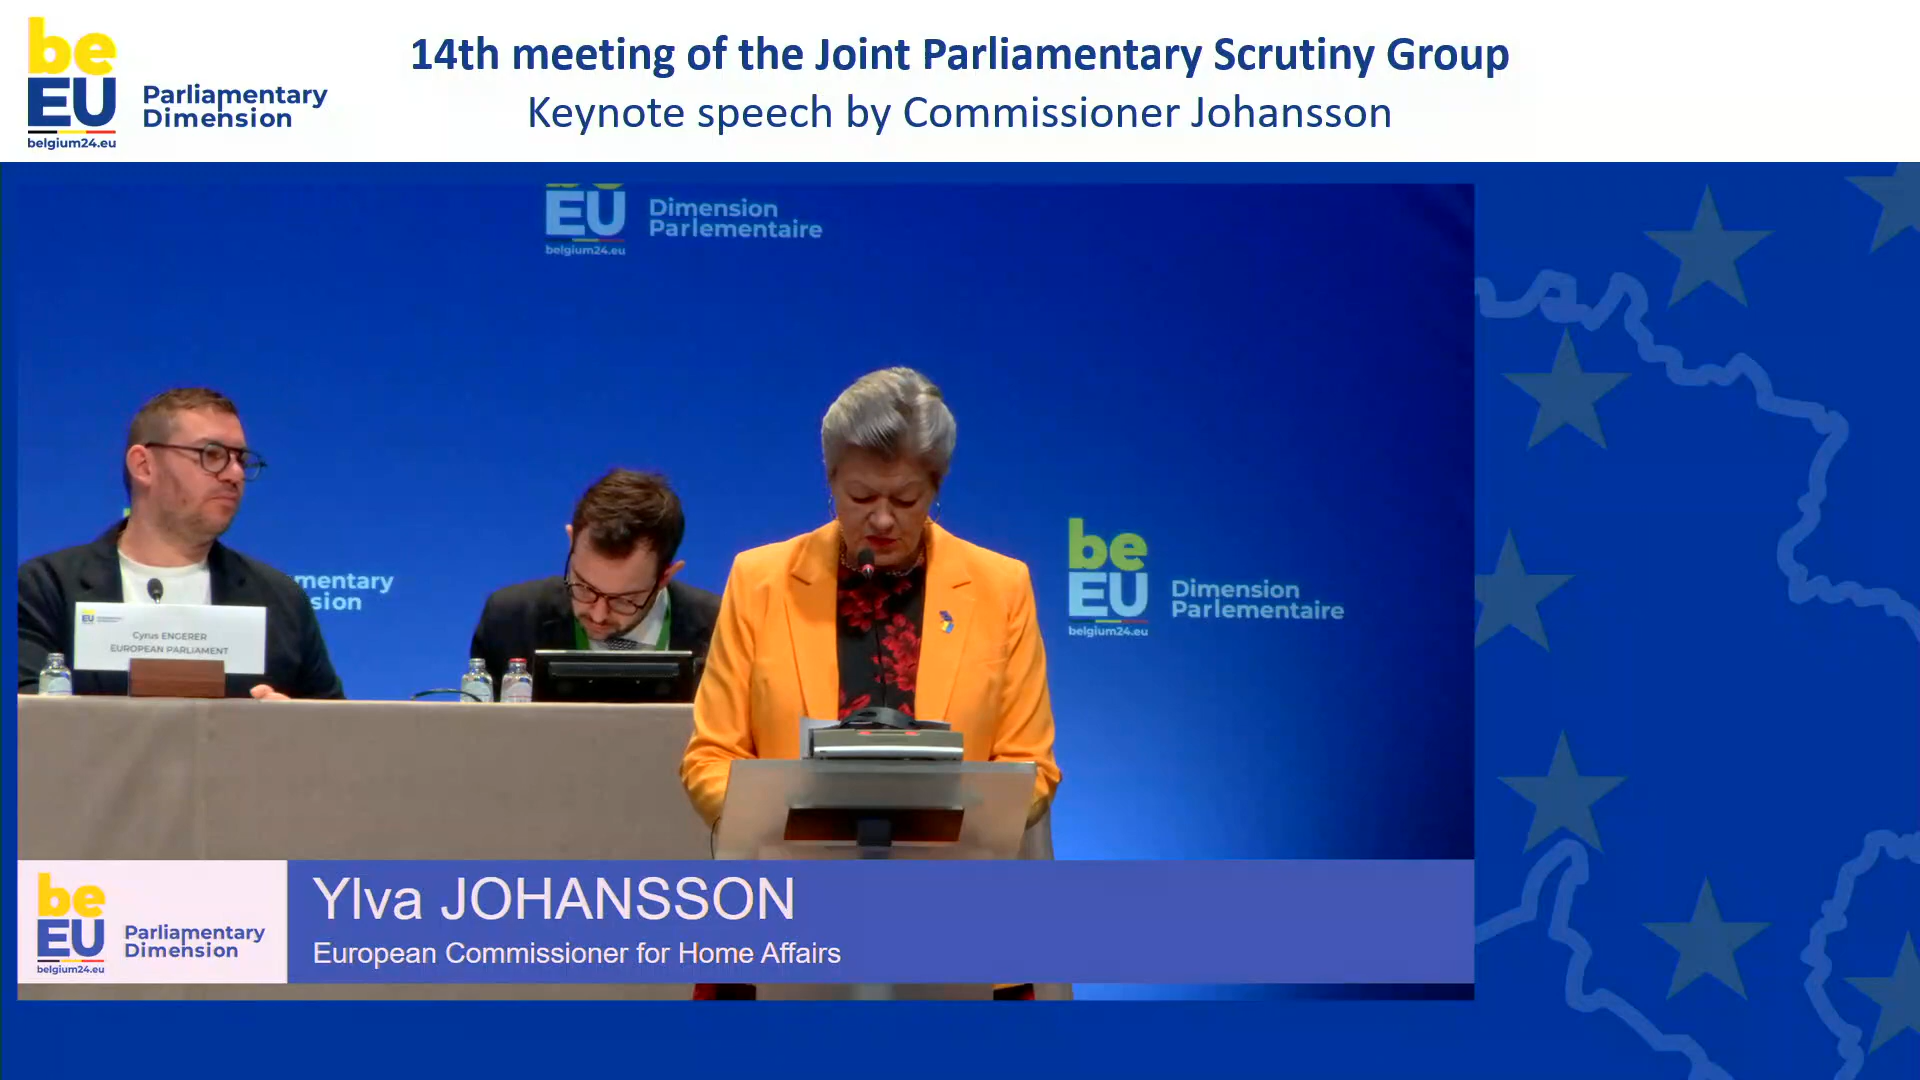 be
EU
belgium24.eu
Parliamentary
Dimension
14th meeting of the Joint Parliamentary Scrutiny Group
Keynote speech by Commissioner Johansson
EU
belgium24.eu
Dimension
Parlementaire
mentary
sion
EU
Cyrus ENGERER
EUROPEAN PARLIAMENT
be
EU
belgium24.eu
Dimension
Parlementaire
be
EU
belgium24.eu
Parliamentary
Dimension
Ylva JOHANSSON
European Commissioner for Home Affairs